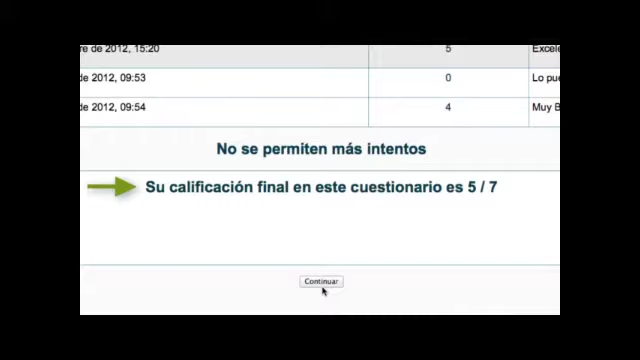 re de 2012, 15:20 5 Excele
de 2012, 09:53 0 Lo pue
de 2012, 09:54 4 Muy B
No se permiten más intentos
Su calificación final en este cuestionario es 5 / 7
Continuar